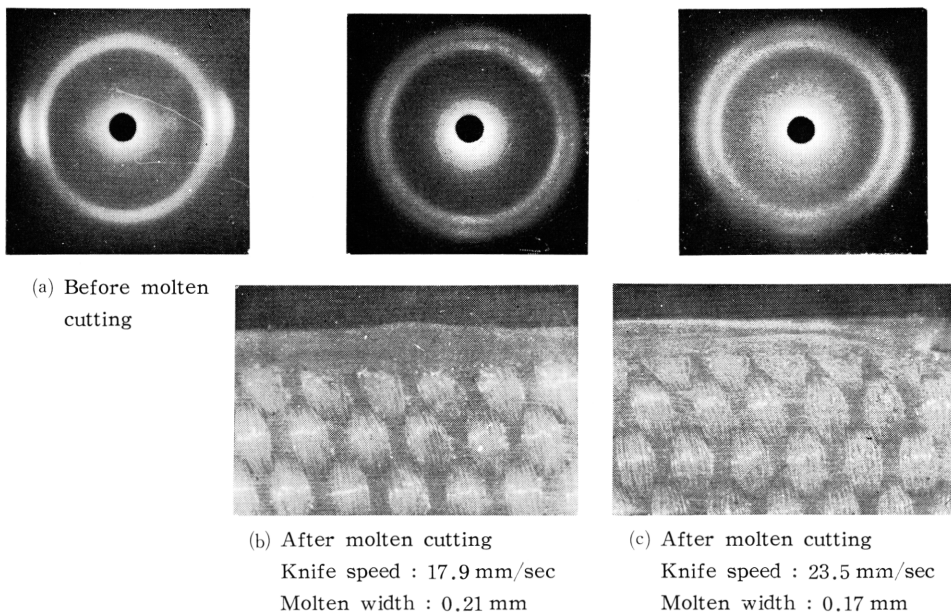 (a) Before molten
cutting
(b) After molten cutting
Knife speed : 17.9 mm/sec
Molten width : 0.21 mm
(c) After molten cutting
Knife speed : 23.5 mm/sec
Molten width : 0.17 mm